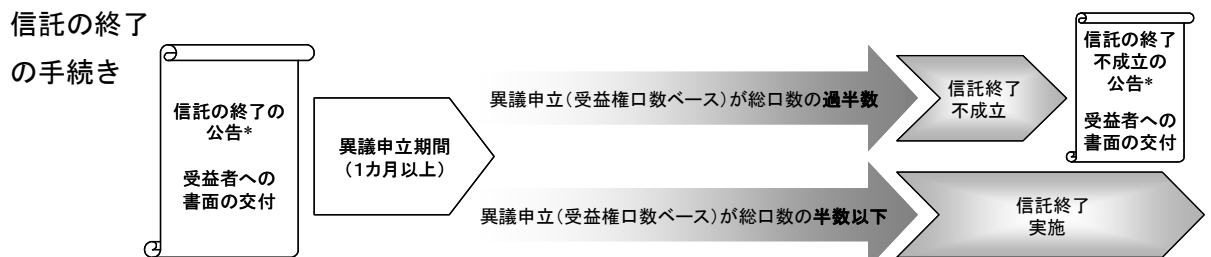 信託の終了
の手続き
信託の終了の
公告*
受益者への
書面の交付
異議申立期間
（1カ月以上）
異議申立（受益権口数ベース）が総口数の過半数
信託終了
不成立
信託の終了
不成立の
公告*
受益者への
書面の交付
異議申立（受益権口数ベース）が総口数の半数以下
信託終了
実施